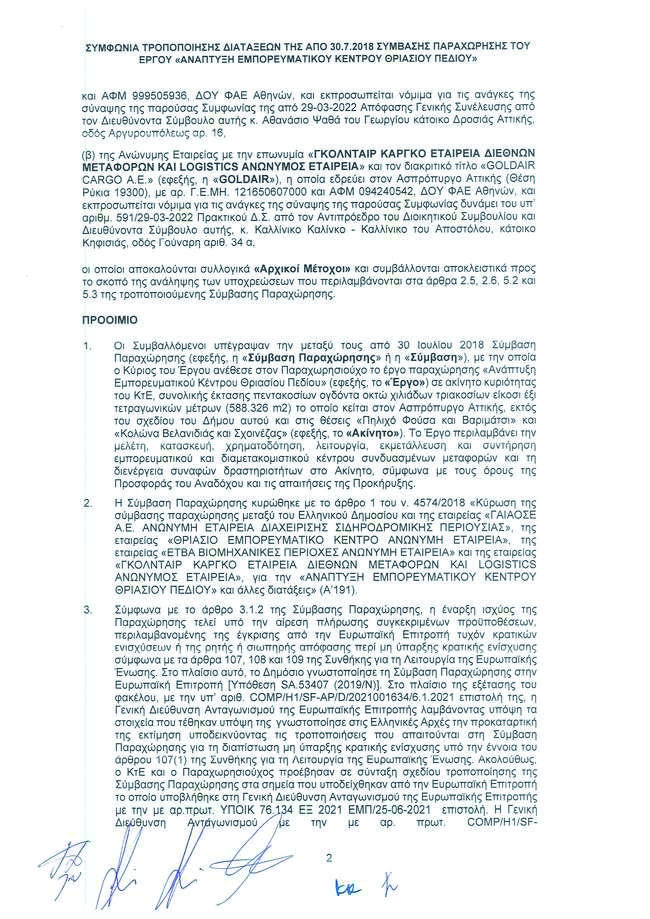 ΣΥΜΦΩΝΙΑ ΤΡΟΠΟΠΟΙΗΣΗΣ ΔΙΑΤΑΞΕΩΝ ΤΗΣ ΑΠΟ 30.7.2018 ΣΥΜΒΑΣΗΣ ΠΑΡΑΧΩΡΗΣΗΣ ΤΟΥ
ΕΡΓΟΥ «ΑΝΑΠΤΥΞΗ ΕΜΠΟΡΕΥΜΑΤΙΚΟΥ ΚΕΝΤΡΟΥ ΘΡΙΑΣΙΟΥ ΠΕΔΙΟΥ»
και ΑΦΜ 999505936, ΔΟΥ ΦΑΕ Αθηνών, και εκπροσωπείται νόμιμα για τις ανάγκες της
σύναψης της παρούσας Συμφωνίας της από 29-03-2022 Απόφασης Γενικής Συνέλευσης από
τον Διευθύνοντα Σύμβουλο αυτής κ. Αθανάσιο Ψαθά του Γεωργίου κάτοικο Δροσιάς Αττικής,
οδός Αργυρουπόλεως αρ. 16,
(β) της Ανώνυμης Εταιρείας με την επωνυμία «ΓΚΟΛΝΤΑΙΡ ΚΑΡΓΚΟ ΕΤΑΙΡΕΙΑ ΔΙΕΘΝΩΝ
ΜΕΤΑΦΟΡΩΝ ΚΑΙ LOGISTICS ΑΝΩΝΥΜΟΣ ΕΤΑΙΡΕΙΑ» και τον διακριτικό τίτλο «GOLDAIR
CARGO Α.Ε.» (εφεξής, η «GOLDAIR»), η οποία εδρεύει στον Ασπρόπυργο Αττικής (Θέση
Ρύκια 19300), με αρ. Γ.Ε.ΜΗ. 121650607000 και ΑΦΜ 094240542, ΔΟΥ ΦΑΕ Αθηνών, και
εκπροσωπείται νόμιμα για τις ανάγκες της σύναψης της παρούσας Συμφωνίας δυνάμει του υπ'
αριθμ. 591/29-03-2022 Πρακτικού Δ.Σ. από τον Αντιπρόεδρο του Διοικητικού Συμβουλίου και
Διευθύνοντα Σύμβουλο αυτής, κ. Καλλίνικο Καλίνκο - Καλλίνικο του Αποστόλου, κάτοικο
Κηφισιάς, οδός Γούναρη αριθ. 34 α,
οι οποίοι αποκαλούνται συλλογικά «Αρχικοί Μέτοχοι» και συμβάλλονται αποκλειστικά προς
το σκοπό της ανάληψης των υποχρεώσεων που περιλαμβάνονται στα άρθρα 2.5, 2.6, 5.2 και
5.3 της τροποποιούμενης Σύμβασης Παραχώρησης.
ΠΡΟΟΙΜΙΟ
1. Οι Συμβαλλόμενοι υπέγραψαν την μεταξύ τους από 30 Ιουλίου 2018 Σύμβαση
Παραχώρησης (εφεξής, η «Σύμβαση Παραχώρησης» ή η «Σύμβαση»), με την οποία
ο Κύριος του Έργου ανέθεσε στον Παραχωρησιούχο το έργο παραχώρησης «Ανάπτυξη
Εμπορευματικού Κέντρου Θριασίου Πεδίου» (εφεξής, το «Έργο») σε ακίνητο κυριότητας
του ΚτΕ, συνολικής έκτασης πεντακοσίων ογδόντα οκτώ χιλιάδων τριακοσίων είκοσι έξι
τετραγωνικών μέτρων (588.326 m2) το οποίο κείται στον Ασπρόπυργο Αττικής, εκτός
του σχεδίου του Δήμου αυτού και στις θέσεις «Πηλιχό Φούσα και Βαριμάτσι» και
«Κολώνα Βελανιδιάς και Σχοινέζας» (εφεξής, το «Ακίνητο»). Το Έργο περιλαμβάνει την
μελέτη, κατασκευή, χρηματοδότηση, λειτουργία, εκμετάλλευση και συντήρηση
εμπορευματικού και διαμετακομιστικού κέντρου συνδυασμένων μεταφορών και τη
διενέργεια συναφών δραστηριοτήτων στο Ακίνητο, σύμφωνα με τους όρους της
Προσφοράς του Αναδόχου και τις απαιτήσεις της Προκήρυξης.
2. Η Σύμβαση Παραχώρησης κυρώθηκε με το άρθρο 1 του ν. 4574/2018 «Κύρωση της
σύμβασης παραχώρησης μεταξύ του Ελληνικού Δημοσίου και της εταιρείας «ΓΑΙΑΟΣΕ
Α.Ε. ΑΝΩΝΥΜΗ ΕΤΑΙΡΕΙΑ ΔΙΑΧΕΙΡΙΣΗΣ ΣΙΔΗΡΟΔΡΟΜΙΚΗΣ ΠΕΡΙΟΥΣΙΑΣ», της
εταιρείας «ΘΡΙΑΣΙΟ ΕΜΠΟΡΕΥΜΑΤΙΚΟ ΚΕΝΤΡΟ ΑΝΩΝΥΜΗ ΕΤΑΙΡΕΙΑ», της
εταιρείας «ΕΤΒΑ ΒΙΟΜΗΧΑΝΙΚΕΣ ΠΕΡΙΟΧΕΣ ΑΝΩΝΥΜΗ ΕΤΑΙΡΕΙΑ» και της εταιρείας
«ΓΚΟΛΝΤΑΙΡ ΚΑΡΓΚΟ ΕΤΑΙΡΕΙΑ ΔΙΕΘΝΩΝ ΜΕΤΑΦΟΡΩΝ ΚΑΙ LOGISTICS
ΑΝΩΝΥΜΟΣ ΕΤΑΙΡΕΙΑ», για την «ΑΝΑΠΤΥΞΗ ΕΜΠΟΡΕΥΜΑΤΙΚΟΥ ΚΕΝΤΡΟΥ
ΘΡΙΑΣΙΟΥ ΠΕΔΙΟΥ» και άλλες διατάξεις» (Α'191).
3. Σύμφωνα με το άρθρο 3.1.2 της Σύμβασης Παραχώρησης, η έναρξη ισχύος της
Παραχώρησης τελεί υπό την αίρεση πλήρωσης συγκεκριμένων προϋποθέσεων,
περιλαμβανομένης της έγκρισης από την Ευρωπαϊκή Επιτροπή τυχόν κρατικών
ενισχύσεων ή της ρητής ή σιωπηρής απόφασης περί μη ύπαρξης κρατικής ενίσχυσης
σύμφωνα με τα άρθρα 107, 108 και 109 της Συνθήκης για τη Λειτουργία της Ευρωπαϊκής
Ένωσης. Στο πλαίσιο αυτό, το Δημόσιο γνωστοποίησε τη Σύμβαση Παραχώρησης στην
Ευρωπαϊκή Επιτροπή [Υπόθεση SA.53407 (2019/N)]. Στο πλαίσιο της εξέτασης του
φακέλου, με την υπ' αριθ. COMP/H1/SF-AP/D/2021001634/6.1.2021 επιστολή της, η
Γενική Διεύθυνση Ανταγωνισμού της Ευρωπαϊκής Επιτροπής λαμβάνοντας υπόψη τα
στοιχεία που τέθηκαν υπόψη της γνωστοποίησε στις Ελληνικές Αρχές την προκαταρτική
της εκτίμηση υποδεικνύοντας τις τροποποιήσεις που απαιτούνται στη Σύμβαση
Παραχώρησης για τη διαπίστωση μη ύπαρξης κρατικής ενίσχυσης υπό την έννοια του
άρθρου 107(1) της Συνθήκης για τη Λειτουργία της Ευρωπαϊκής Ένωσης. Ακολούθως,
ο ΚτΕ και ο Παραχωρησιούχος προέβησαν σε σύνταξη σχεδίου τροποποίησης της
Σύμβασης Παραχώρησης στα σημεία που υποδείχθηκαν από την Ευρωπαϊκή Επιτροπή
το οποίο υποβλήθηκε στη Γενική Διεύθυνση Ανταγωνισμού της Ευρωπαϊκής Επιτροπής
με την με αρ.πρωτ. ΥΠΟΙΚ 76.134 ΕΞ 2021 ΕΜΠ/25-06-2021 επιστολή. Η Γενική
Διεύθυνση Ανταγωνισμού με την με αρ. πρωτ. COMP/H1/SF-
2